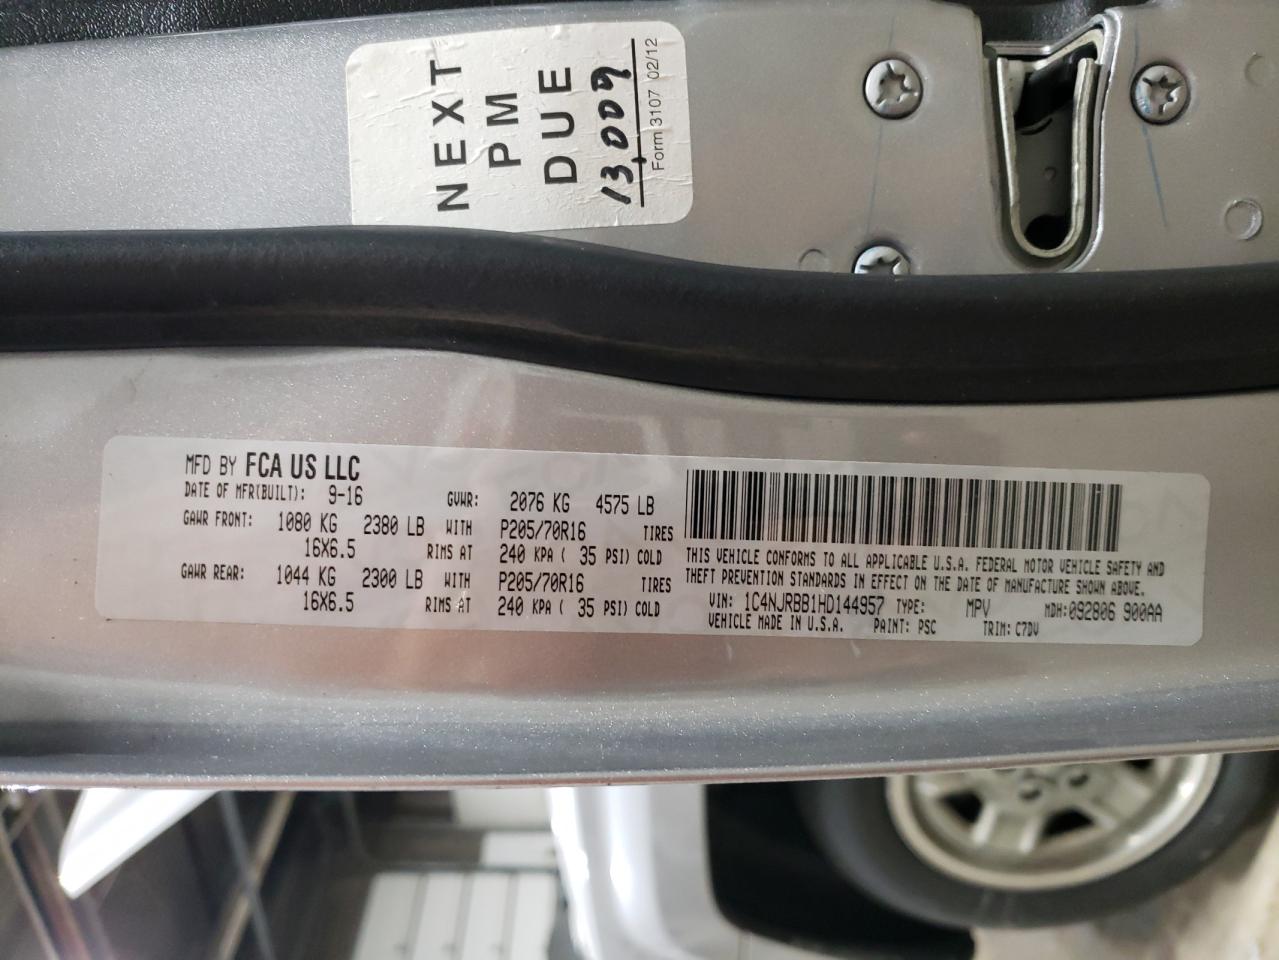 NEXT
PM
DUE
13,009
Form 3107 02/12
MFD BY FCA US LLC
DATE OF MFR(BUILT): 9-16 GVWR: 2076 KG 4575 LB
GAWR FRONT: 1080 KG 2380 LB WITH P205/70R16 TIRES
16X6.5 RIMS AT 240 KPA ( 35 PSI) COLD
GAWR REAR: 1044 KG 2300 LB WITH P205/70R16 TIRES
16X6.5 RIMS AT 240 KPA ( 35 PSI) COLD
THIS VEHICLE CONFORMS TO ALL APPLICABLE U.S.A. FEDERAL MOTOR VEHICLE SAFETY AND
THEFT PREVENTION STANDARDS IN EFFECT ON THE DATE OF MANUFACTURE SHOWN ABOVE.
VIN: 1C4NJRBB1HD144957 TYPE: MPV MDH:092806 900AA
VEHICLE MADE IN U.S.A. PAINT: PSC TRIM: C7DV